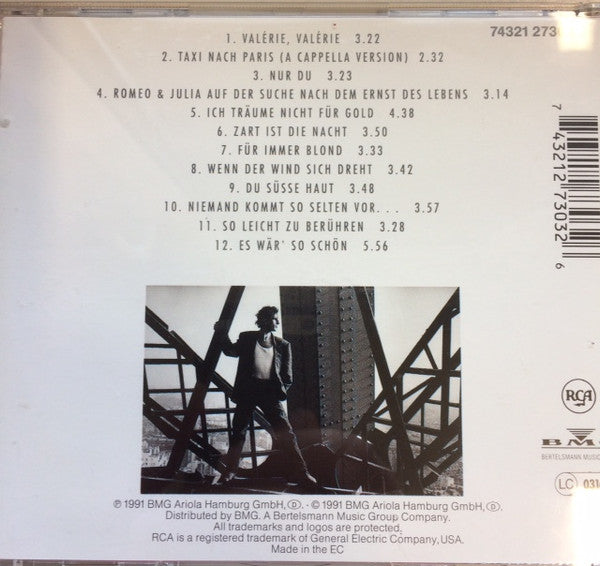 74321 273
1. VALÉRIE, VALÉRIE 3.22
2. TAXI NACH PARIS (A CAPPELLA VERSION) 2.32
3. NUR DU 3.23
4. ROMEO & JULIA AUF DER SUCHE NACH DEM ERNST DES LEBENS 3.14
5. ICH TRÄUME NICHT FÜR GOLD 4.38
6. ZART IST DIE NACHT 3.50
7. FÜR IMMER BLOND 3.33
8. WENN DER WIND SICH DREHT 3.42
9. DU SÜSSE HAUT 3.48
10. NIEMAND KOMMT SO SELTEN VOR... 3.57
11. SO LEICHT ZU BERÜHREN 3.28
12. ES WÄR' SO SCHÖN 5.56
7 43212 73032 6
RCA
BM
BERTELSMANN MUSIC
LC 031
℗ 1991 BMG Ariola Hamburg GmbH, Ⓓ. · © 1991 BMG Ariola Hamburg GmbH, Ⓓ.
Distributed by BMG. A Bertelsmann Music Group Company.
All trademarks and logos are protected.
RCA is a registered trademark of General Electric Company, USA.
Made in the EC